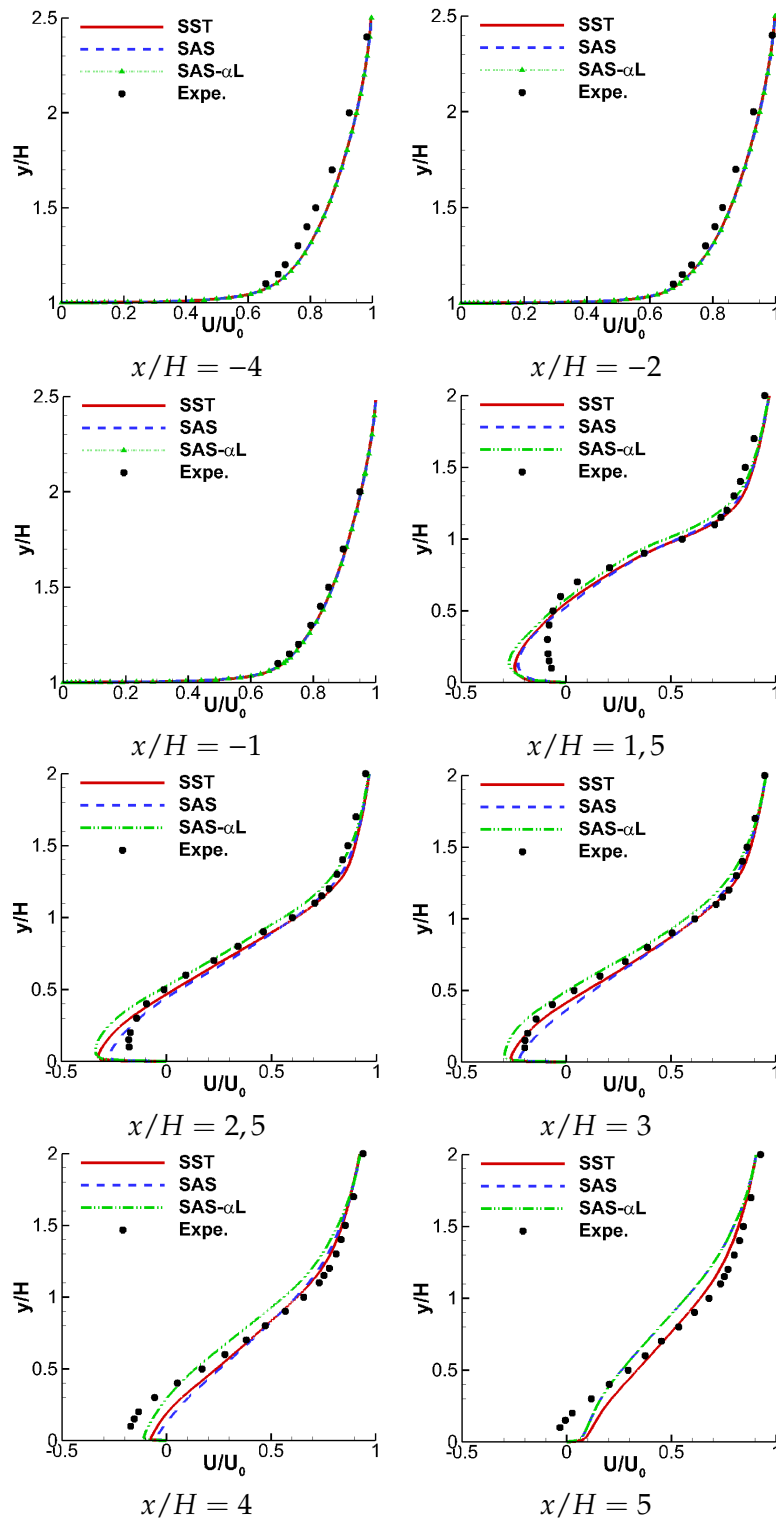 2.5
SST
SAS
SAS-αL
Expe.
2
y/H
1.5
1
0 0.2 0.4 0.6 0.8 1
U/U₀
x/H = −4
2.5
SST
SAS
SAS-αL
Expe.
2
y/H
1.5
1
0 0.2 0.4 0.6 0.8 1
U/U₀
x/H = −2
2.5
SST
SAS
SAS-αL
Expe.
2
y/H
1.5
1
0 0.2 0.4 0.6 0.8 1
U/U₀
x/H = −1
2
SST
SAS
SAS-αL
Expe.
1.5
y/H
1
0.5
0
-0.5 0 0.5 1
U/U₀
x/H = 1,5
2
SST
SAS
SAS-αL
Expe.
1.5
y/H
1
0.5
0
-0.5 0 0.5 1
U/U₀
x/H = 2,5
2
SST
SAS
SAS-αL
Expe.
1.5
y/H
1
0.5
0
-0.5 0 0.5 1
U/U₀
x/H = 3
2
SST
SAS
SAS-αL
Expe.
1.5
y/H
1
0.5
0
-0.5 0 0.5 1
U/U₀
x/H = 4
2
SST
SAS
SAS-αL
Expe.
1.5
y/H
1
0.5
0
-0.5 0 0.5 1
U/U₀
x/H = 5